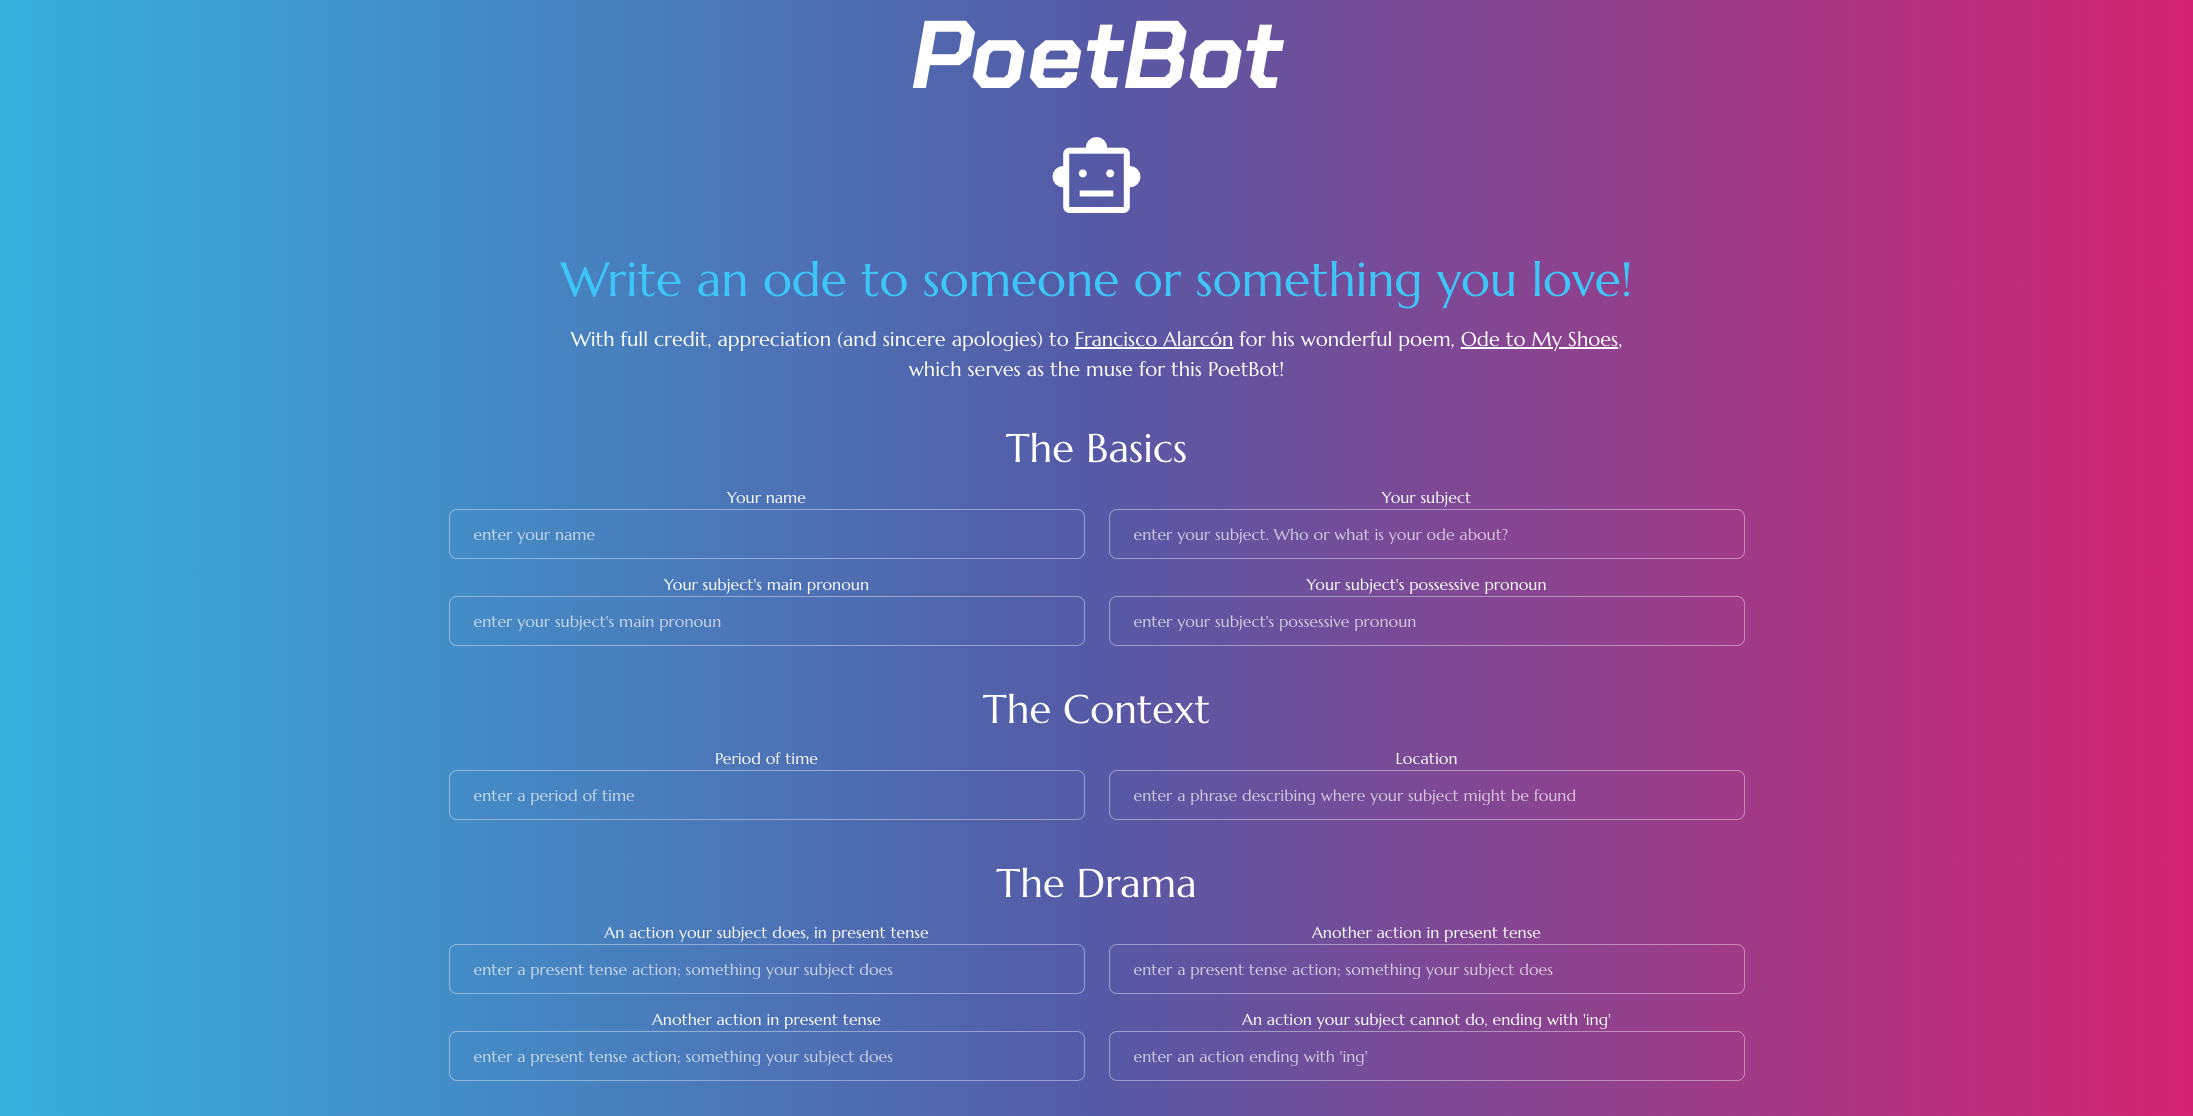 PoetBot
Write an ode to someone or something you love!
With full credit, appreciation (and sincere apologies) to Francisco Alarcón for his wonderful poem, Ode to My Shoes,
which serves as the muse for this PoetBot!
The Basics
Your name
Your subject
enter your name
enter your subject. Who or what is your ode about?
Your subject's main pronoun
Your subject's possessive pronoun
enter your subject's main pronoun
enter your subject's possessive pronoun
The Context
Period of time
Location
enter a period of time
enter a phrase describing where your subject might be found
The Drama
An action your subject does, in present tense
Another action in present tense
enter a present tense action; something your subject does
enter a present tense action; something your subject does
Another action in present tense
An action your subject cannot do, ending with 'ing'
enter a present tense action; something your subject does
enter an action ending with 'ing'